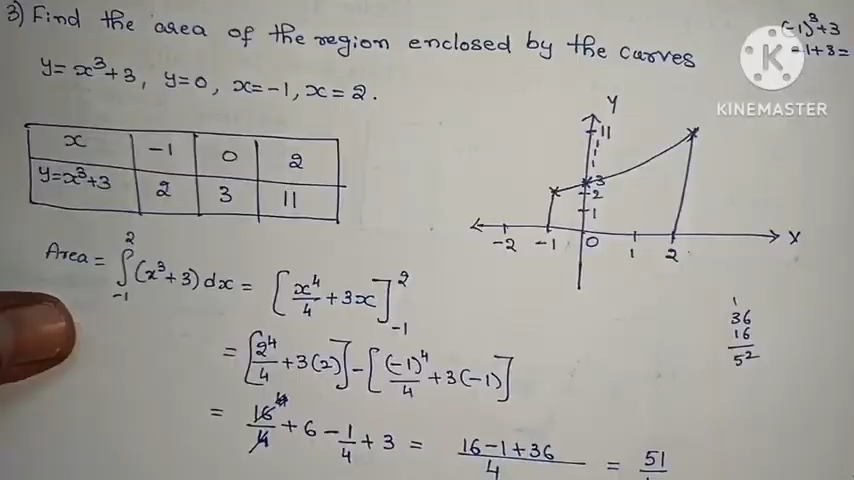 3) Find the area of the region enclosed by the curves
y = x³+3, y=0, x=-1, x=2.
(-1)³+3
-1+3=
KINEMASTER
x -1 0 2
y=x³+3 2 3 11
Y
11
3
2
1
-2 -1 0 1 2 X
Area = ∫₋₁² (x³+3) dx = [x⁴/4 + 3x]₋₁²
= [2⁴/4 + 3(2)] - [(-1)⁴/4 + 3(-1)]
= 16/4 + 6 - 1/4 + 3 = (16-1+36)/4 = 51
1
36
16
52